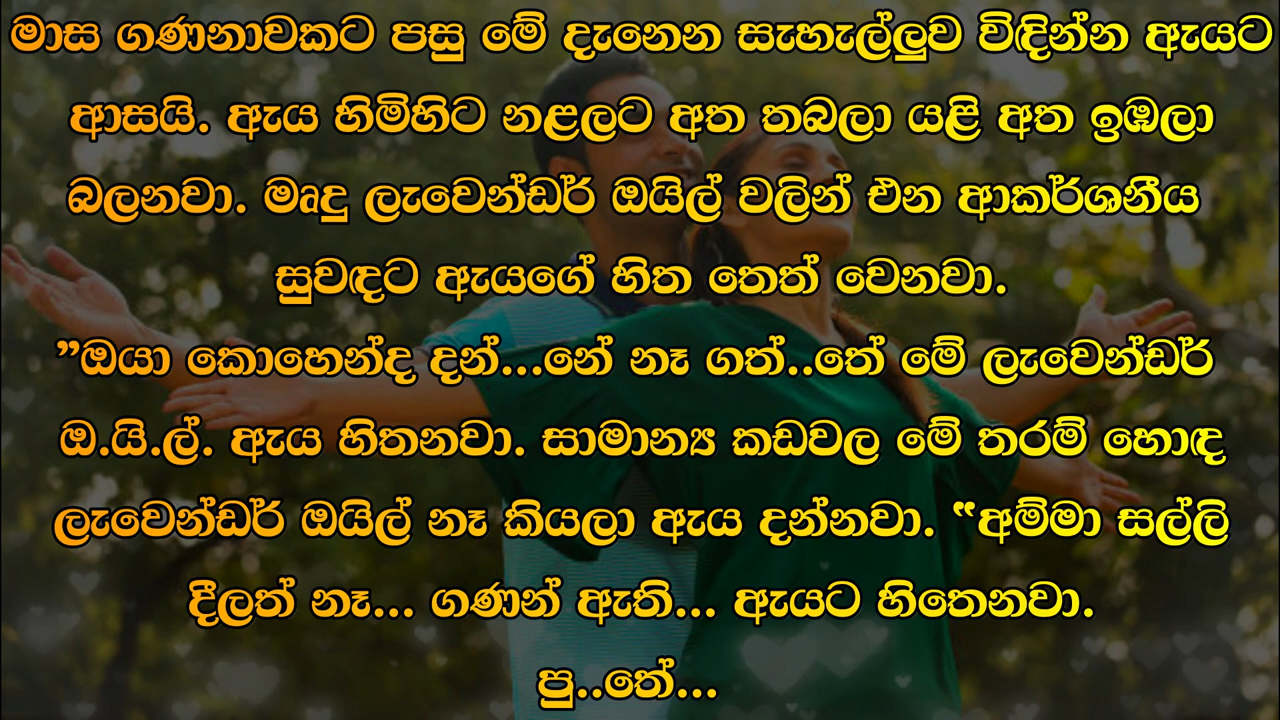 මාස ගණනාවකට පසු මේ දැනෙන සැහැල්ලුව විඳින්න ඇයට
ආසයි. ඇය හිමිහිට නළලට අත තබලා යළි අත ඉඹලා
බලනවා. මෘදු ලැවෙන්ඩර් ඔයිල් වලින් එන ආකර්ශනීය
සුවඳට ඇයගේ හිත තෙත් වෙනවා.
”ඔයා කොහෙන්ද දන්...නේ නෑ ගත්..තේ මේ ලැවෙන්ඩර්
ඔ.යි.ල්. ඇය හිතනවා. සාමාන්‍ය කඩවල මේ තරම් හොඳ
ලැවෙන්ඩර් ඔයිල් නෑ කියලා ඇය දන්නවා. “අම්මා සල්ලි
දීලත් නෑ... ගණන් ඇති... ඇයට හිතෙනවා.
පු..තේ...